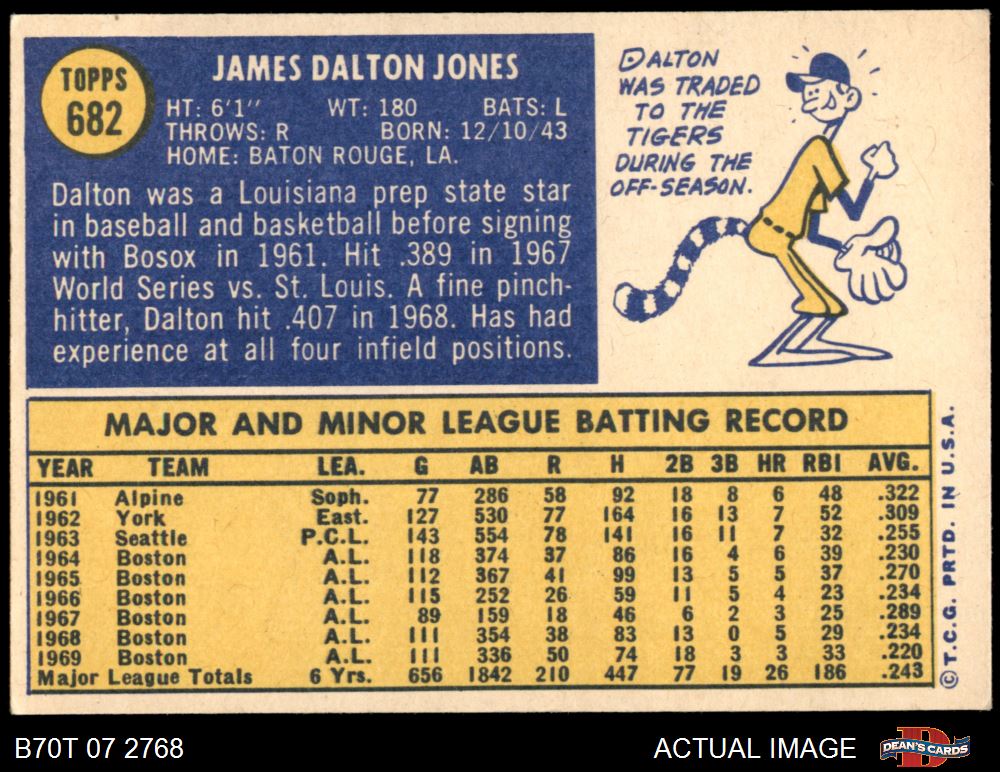 TOPPS
682
JAMES DALTON JONES
HT: 6'1" WT: 180 BATS: L
THROWS: R BORN: 12/10/43
HOME: BATON ROUGE, LA.
Dalton was a Louisiana prep state star
in baseball and basketball before signing
with Bosox in 1961. Hit .389 in 1967
World Series vs. St. Louis. A fine pinch-
hitter, Dalton hit .407 in 1968. Has had
experience at all four infield positions.
DALTON
WAS TRADED
TO THE
TIGERS
DURING THE
OFF-SEASON.
MAJOR AND MINOR LEAGUE BATTING RECORD
YEAR TEAM LEA. G AB R H 2B 3B HR RBI AVG.
1961 Alpine Soph. 77 286 58 92 18 8 6 48 .322
1962 York East. 127 530 77 164 16 13 7 52 .309
1963 Seattle P.C.L. 143 554 78 141 16 11 7 32 .255
1964 Boston A.L. 118 374 37 86 16 4 6 39 .230
1965 Boston A.L. 112 367 41 99 13 5 5 37 .270
1966 Boston A.L. 115 252 26 59 11 5 4 23 .234
1967 Boston A.L. 89 159 18 46 6 2 3 25 .289
1968 Boston A.L. 111 354 38 83 13 0 5 29 .234
1969 Boston A.L. 111 336 50 74 18 3 3 33 .220
Major League Totals 6 Yrs. 656 1842 210 447 77 19 26 186 .243
©T.C.G. PRTD. IN U.S.A.
B70T 07 2768
ACTUAL IMAGE
D
DEAN'S CARDS